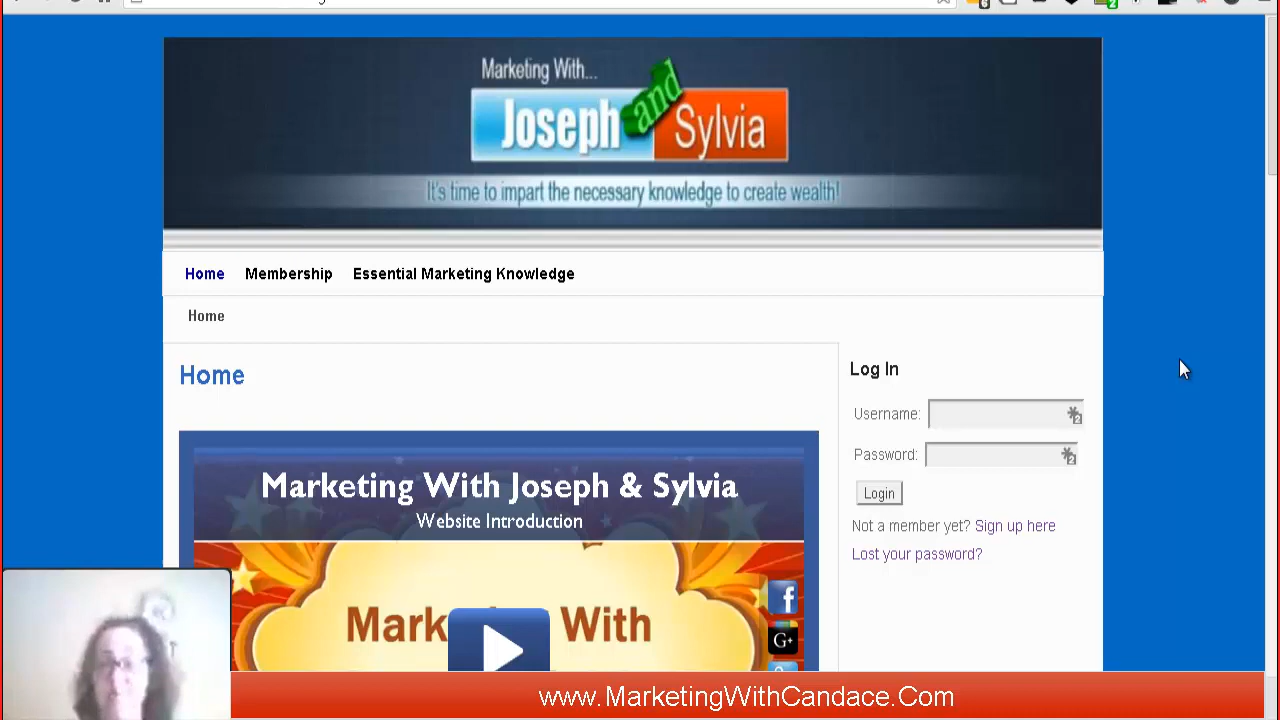 Marketing With...
Joseph and Sylvia
It's time to impart the necessary knowledge to create wealth!
Home Membership Essential Marketing Knowledge
Home
Home
Log In
Username:
Password:
Login
Not a member yet? Sign up here
Lost your password?
Marketing With Joseph & Sylvia
Website Introduction
Mark With
f
G+
www.MarketingWithCandace.Com